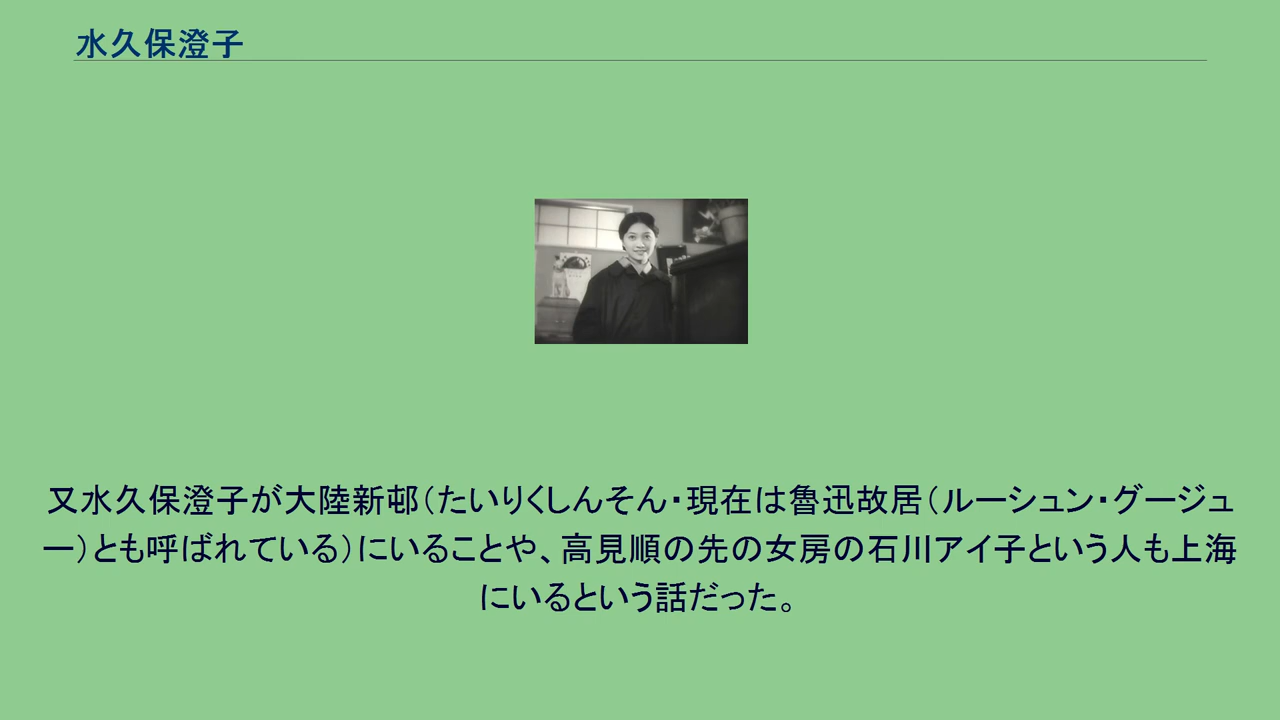 水久保澄子
又水久保澄子が大陸新邨（たいりくしんそん・現在は魯迅故居（ルーシュン・グージュ
ー）とも呼ばれている）にいることや、高見順の先の女房の石川アイ子という人も上海
にいるという話だった。